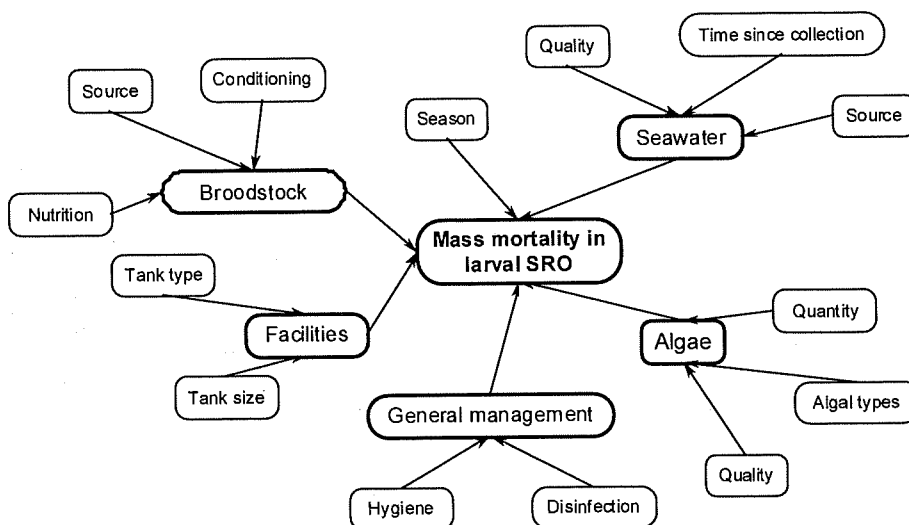 Quality
Time since collection
Source
Conditioning
Season
Source
Seawater
Broodstock
Nutrition
Mass mortality in
larval SRO
Tank type
Facilities
Quantity
Algae
Tank size
General management
Algal types
Quality
Hygiene
Disinfection